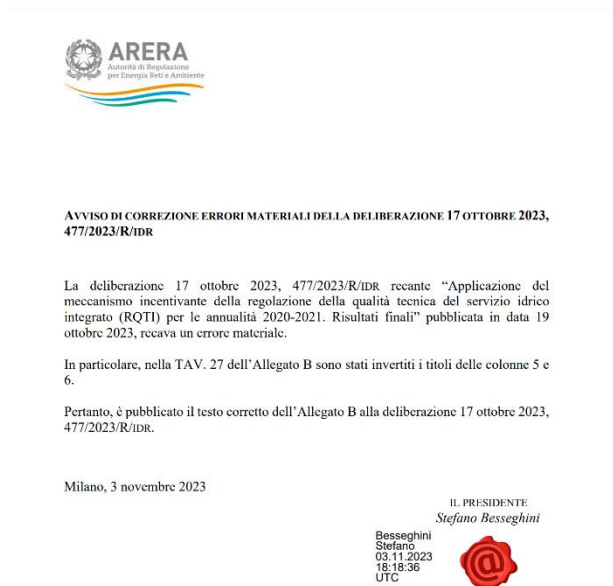 ARERA
Autorità di Regolazione
per Energia Reti e Ambiente
AVVISO DI CORREZIONE ERRORI MATERIALI DELLA DELIBERAZIONE 17 OTTOBRE 2023,
477/2023/R/IDR
La deliberazione 17 ottobre 2023, 477/2023/R/IDR recante “Applicazione del
meccanismo incentivante della regolazione della qualità tecnica del servizio idrico
integrato (RQTI) per le annualità 2020-2021. Risultati finali” pubblicata in data 19
ottobre 2023, recava un errore materiale.
In particolare, nella TAV. 27 dell’Allegato B sono stati invertiti i titoli delle colonne 5 e
6.
Pertanto, è pubblicato il testo corretto dell’Allegato B alla deliberazione 17 ottobre 2023,
477/2023/R/IDR.
Milano, 3 novembre 2023
IL PRESIDENTE
Stefano Besseghini
Besseghini
Stefano
03.11.2023
18:18:36
UTC
@